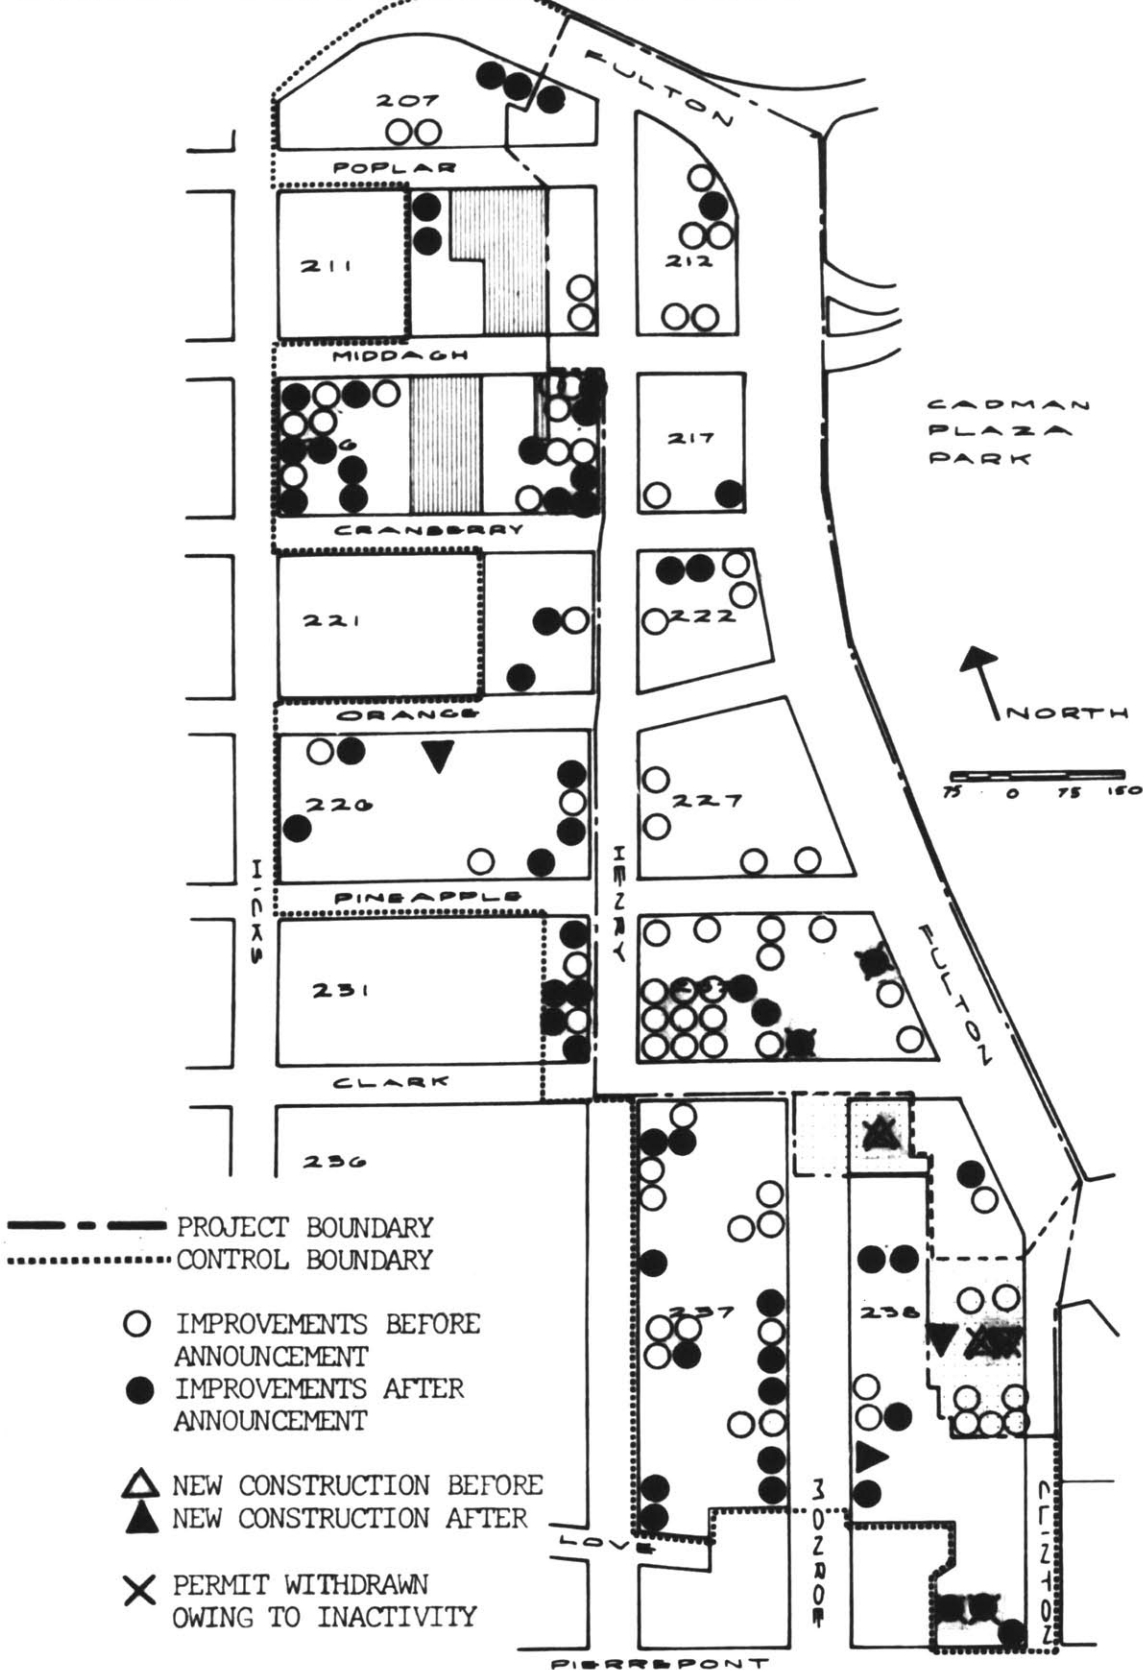 FULTON
207
POPLAR
211
212
MIDDAGH
217
CADMAN
PLAZA
PARK
CRANBERRY
221
222
ORANGE
NORTH
75 0 75 150
226
227
HICKS
HENRY
PINEAPPLE
231
FULTON
CLARK
236
PROJECT BOUNDARY
CONTROL BOUNDARY
237
238
IMPROVEMENTS BEFORE
ANNOUNCEMENT
IMPROVEMENTS AFTER
ANNOUNCEMENT
NEW CONSTRUCTION BEFORE
NEW CONSTRUCTION AFTER
LOVE
MONROE
CLINTON
PERMIT WITHDRAWN
OWING TO INACTIVITY
PIERREPONT